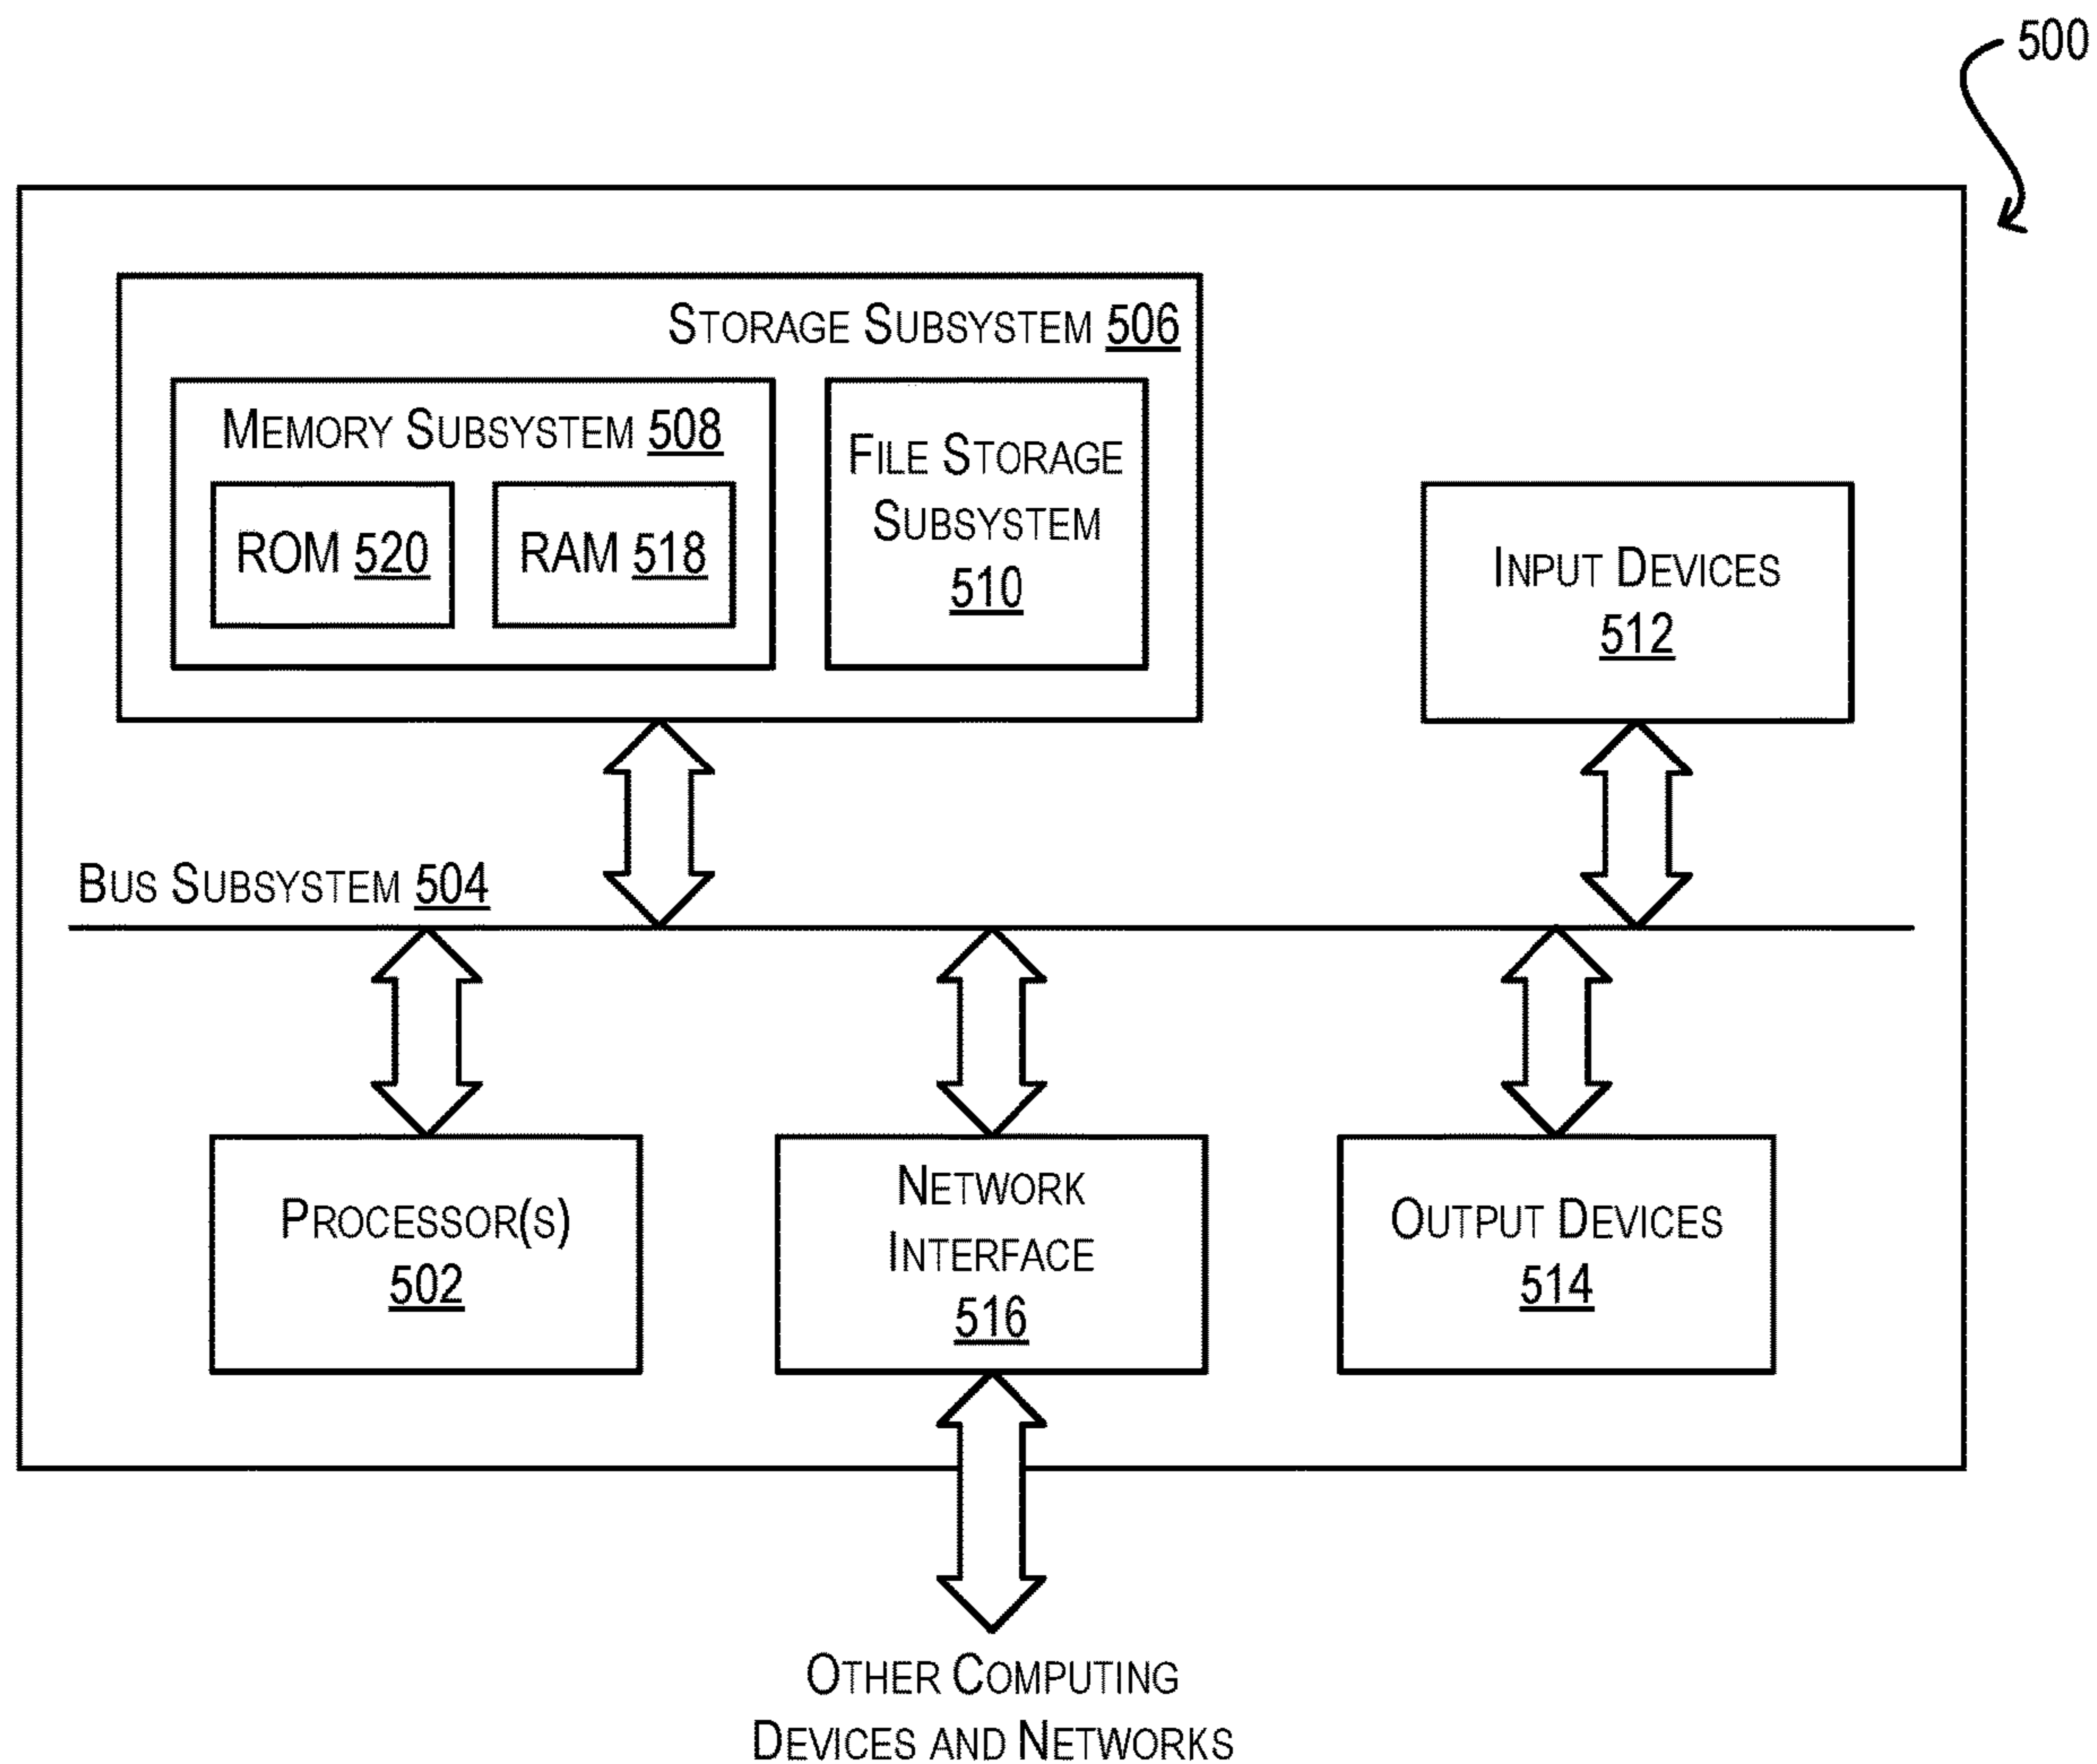 500
STORAGE SUBSYSTEM 506
MEMORY SUBSYSTEM 508
ROM 520
RAM 518
FILE STORAGE
SUBSYSTEM
510
INPUT DEVICES
512
BUS SUBSYSTEM 504
PROCESSOR(S)
502
NETWORK
INTERFACE
516
OUTPUT DEVICES
514
OTHER COMPUTING
DEVICES AND NETWORKS